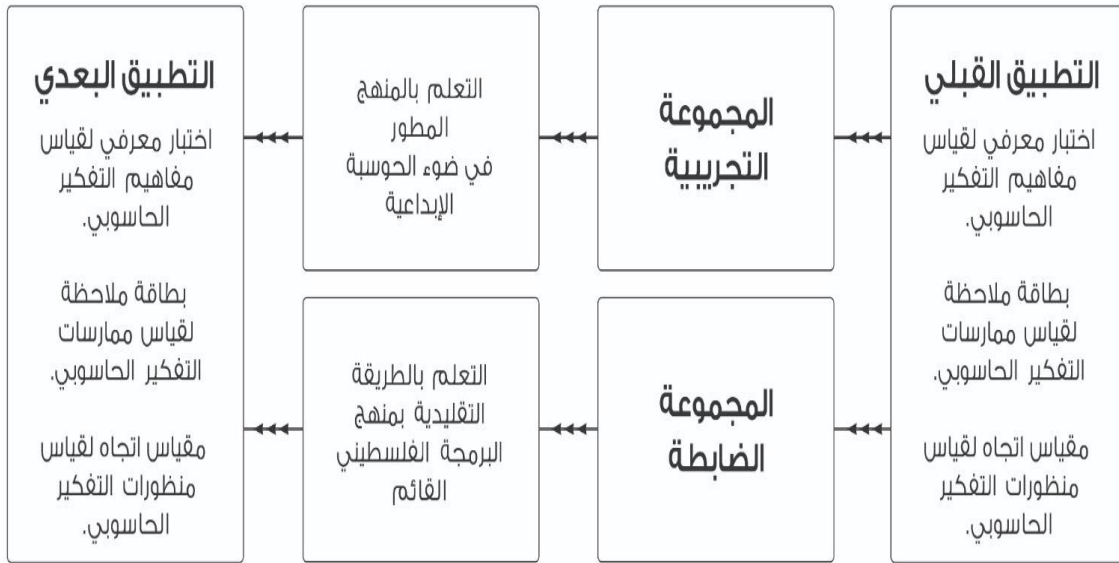 التطبيق القبلي
اختبار معرفي لقياس
مفاهيم التفكير
الحاسوبي.
بطاقة ملاحظة
لقياس ممارسات
التفكير الحاسوبي.
مقياس اتجاه لقياس
منظورات التفكير
الحاسوبي.
المجموعة
التجريبية
التعلم بالمنهج
المطور
في ضوء الحوسبة
الإبداعية
المجموعة
الضابطة
التعلم بالطريقة
التقليدية بمنهج
البرمجة الفلسطيني
القائم
التطبيق البعدي
اختبار معرفي لقياس
مفاهيم التفكير
الحاسوبي.
بطاقة ملاحظة
لقياس ممارسات
التفكير الحاسوبي.
مقياس اتجاه لقياس
منظورات التفكير
الحاسوبي.